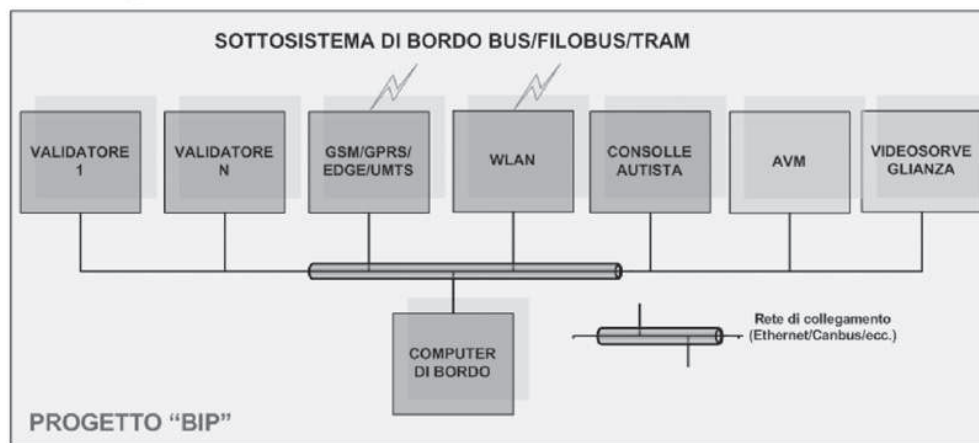 SOTTOSISTEMA DI BORDO BUS/FILOBUS/TRAM
VALIDATORE
1
VALIDATORE
N
GSM/GPRS/
EDGE/UMTS
WLAN
CONSOLLE
AUTISTA
AVM
VIDEOSORVE
GLIANZA
Rete di collegamento
(Ethernet/Canbus/ecc.)
COMPUTER
DI BORDO
PROGETTO “BIP”